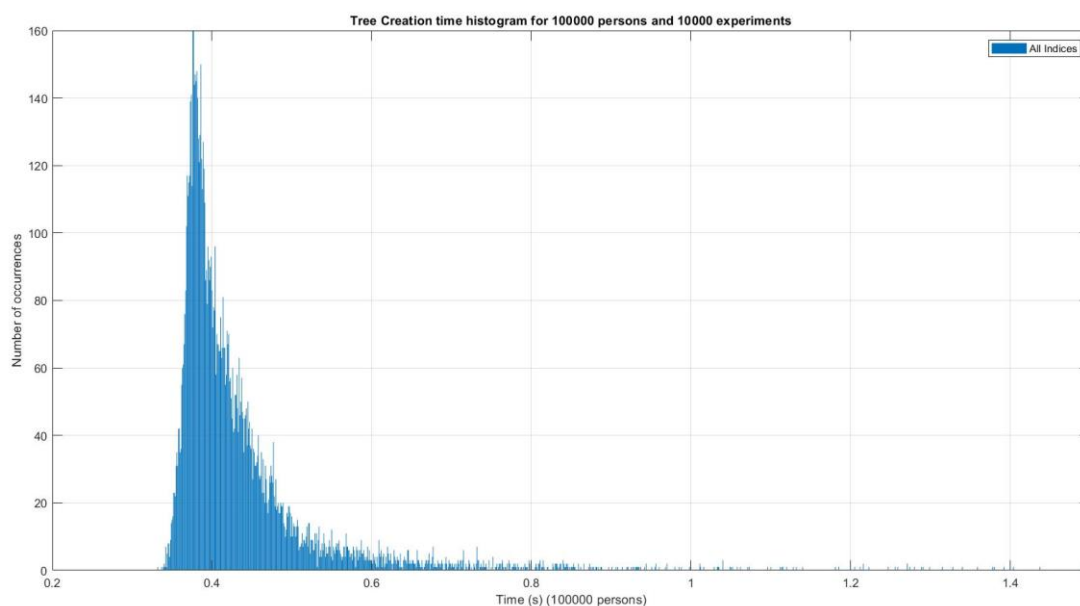 Tree Creation time histogram for 100000 persons and 10000 experiments
All Indices
160
140
120
100
80
60
40
20
0
Number of occurrences
0.2 0.4 0.6 0.8 1 1.2 1.4
Time (s) (100000 persons)